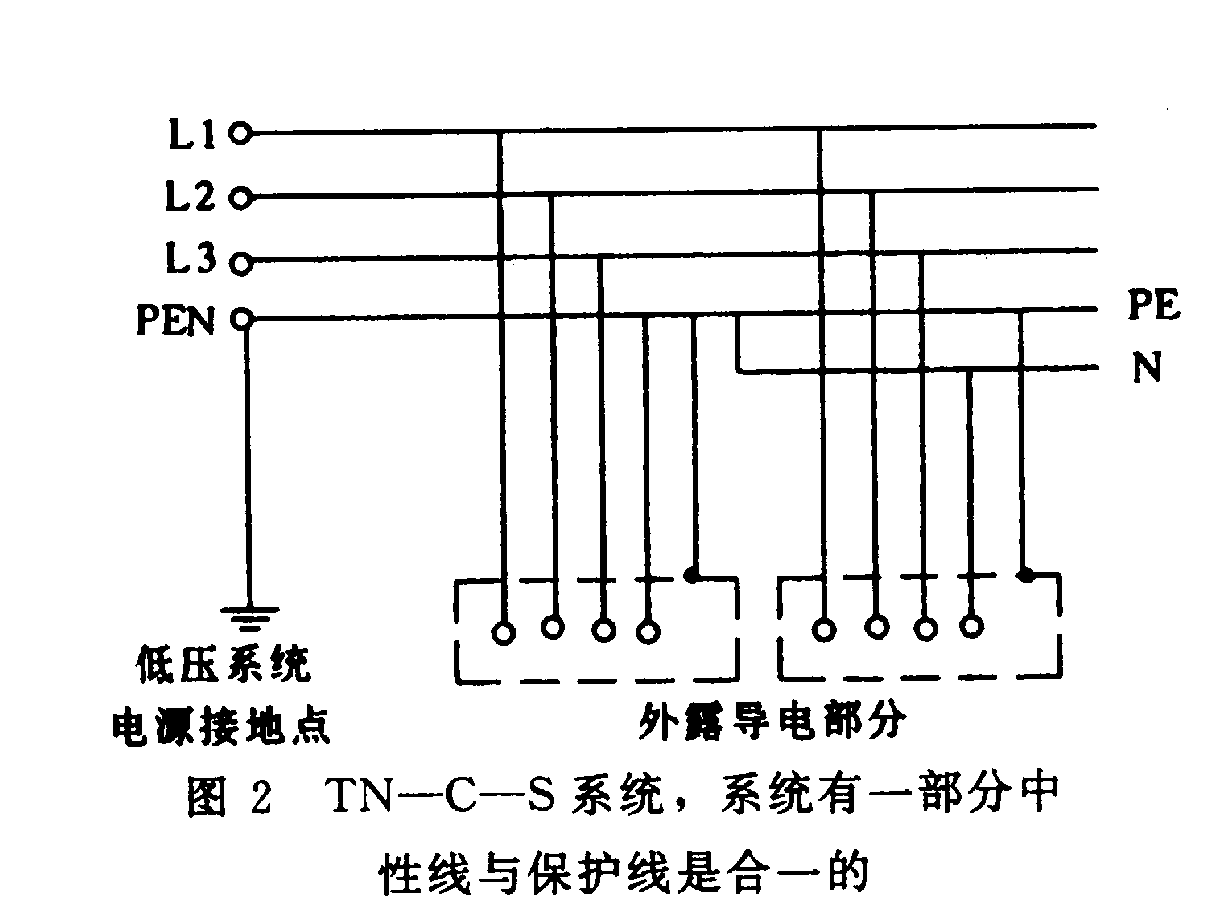 L1
L2
L3
PEN
PE
N
低压系统
电源接地点
外露导电部分
图 2 TN—C—S 系统，系统有一部分中
性线与保护线是合一的